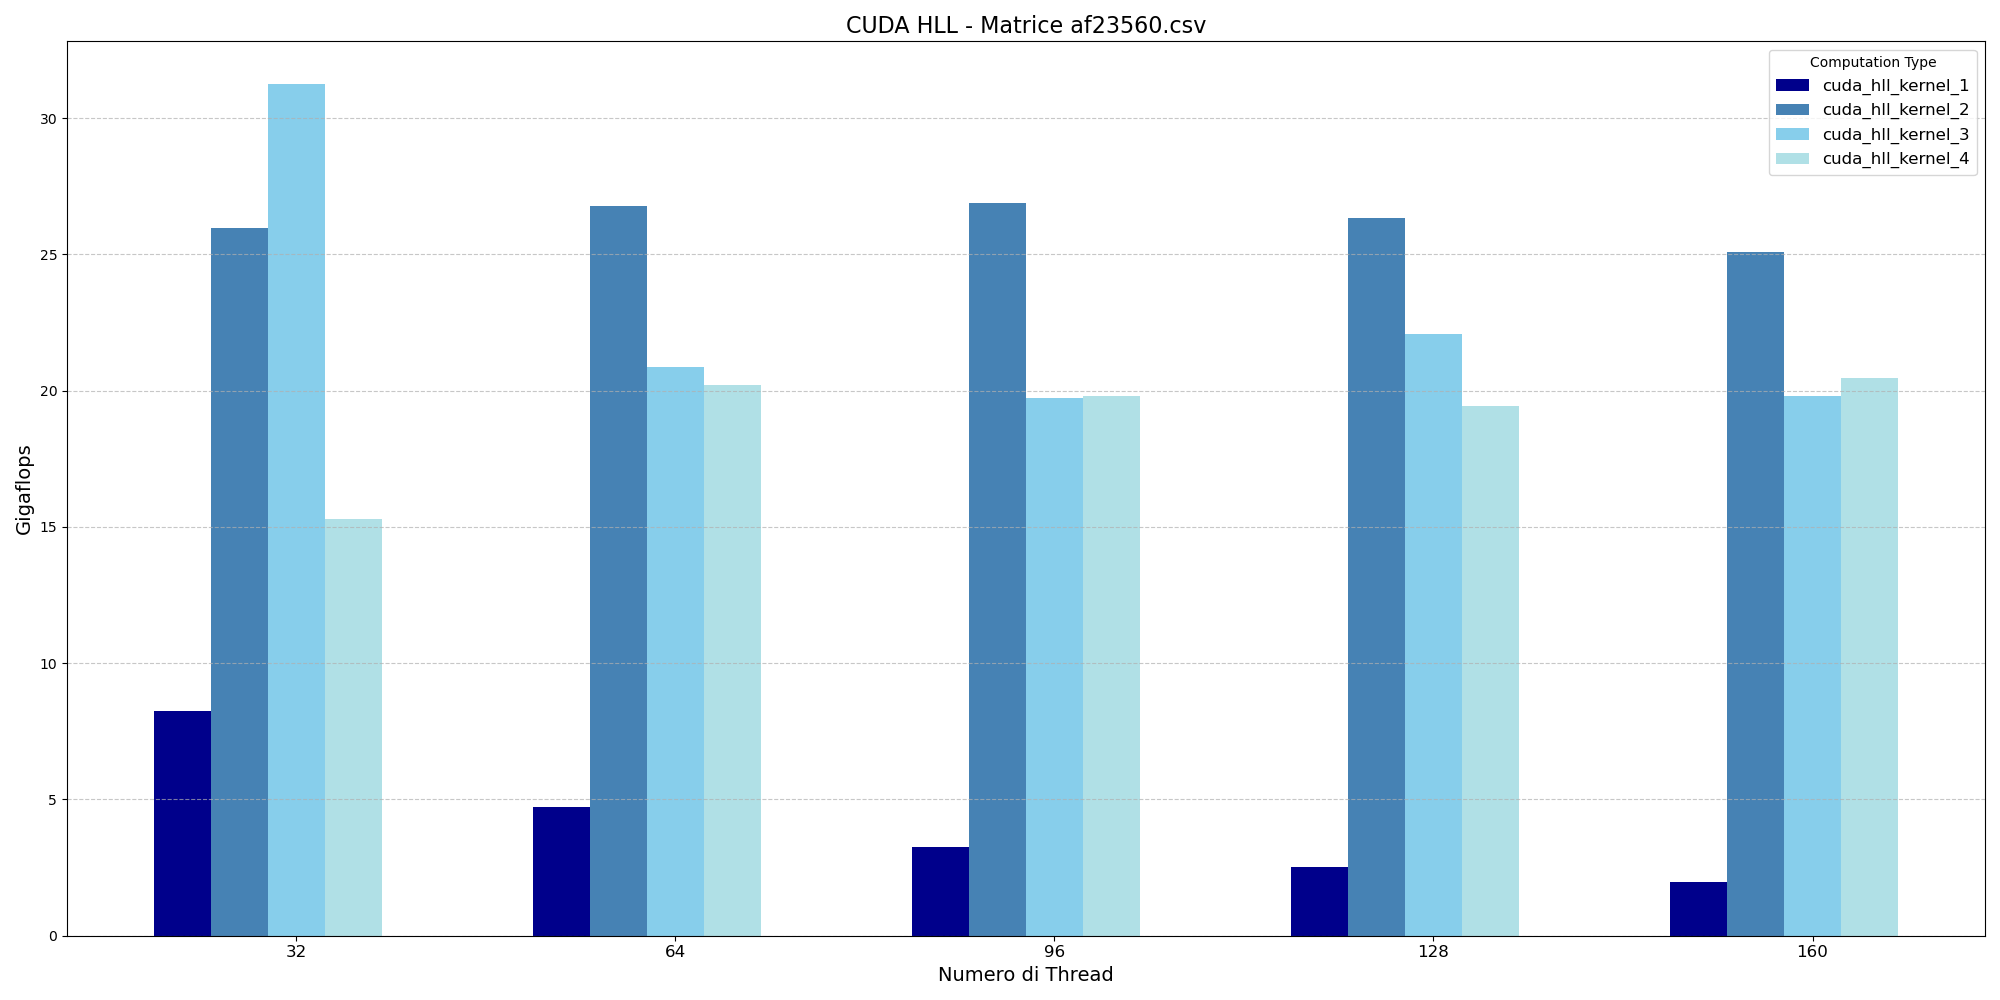 CUDA HLL - Matrice af23560.csv
Computation Type
cuda_hll_kernel_1
cuda_hll_kernel_2
cuda_hll_kernel_3
cuda_hll_kernel_4
Gigaflops
30
25
20
15
10
5
0
32 64 96 128 160
Numero di Thread